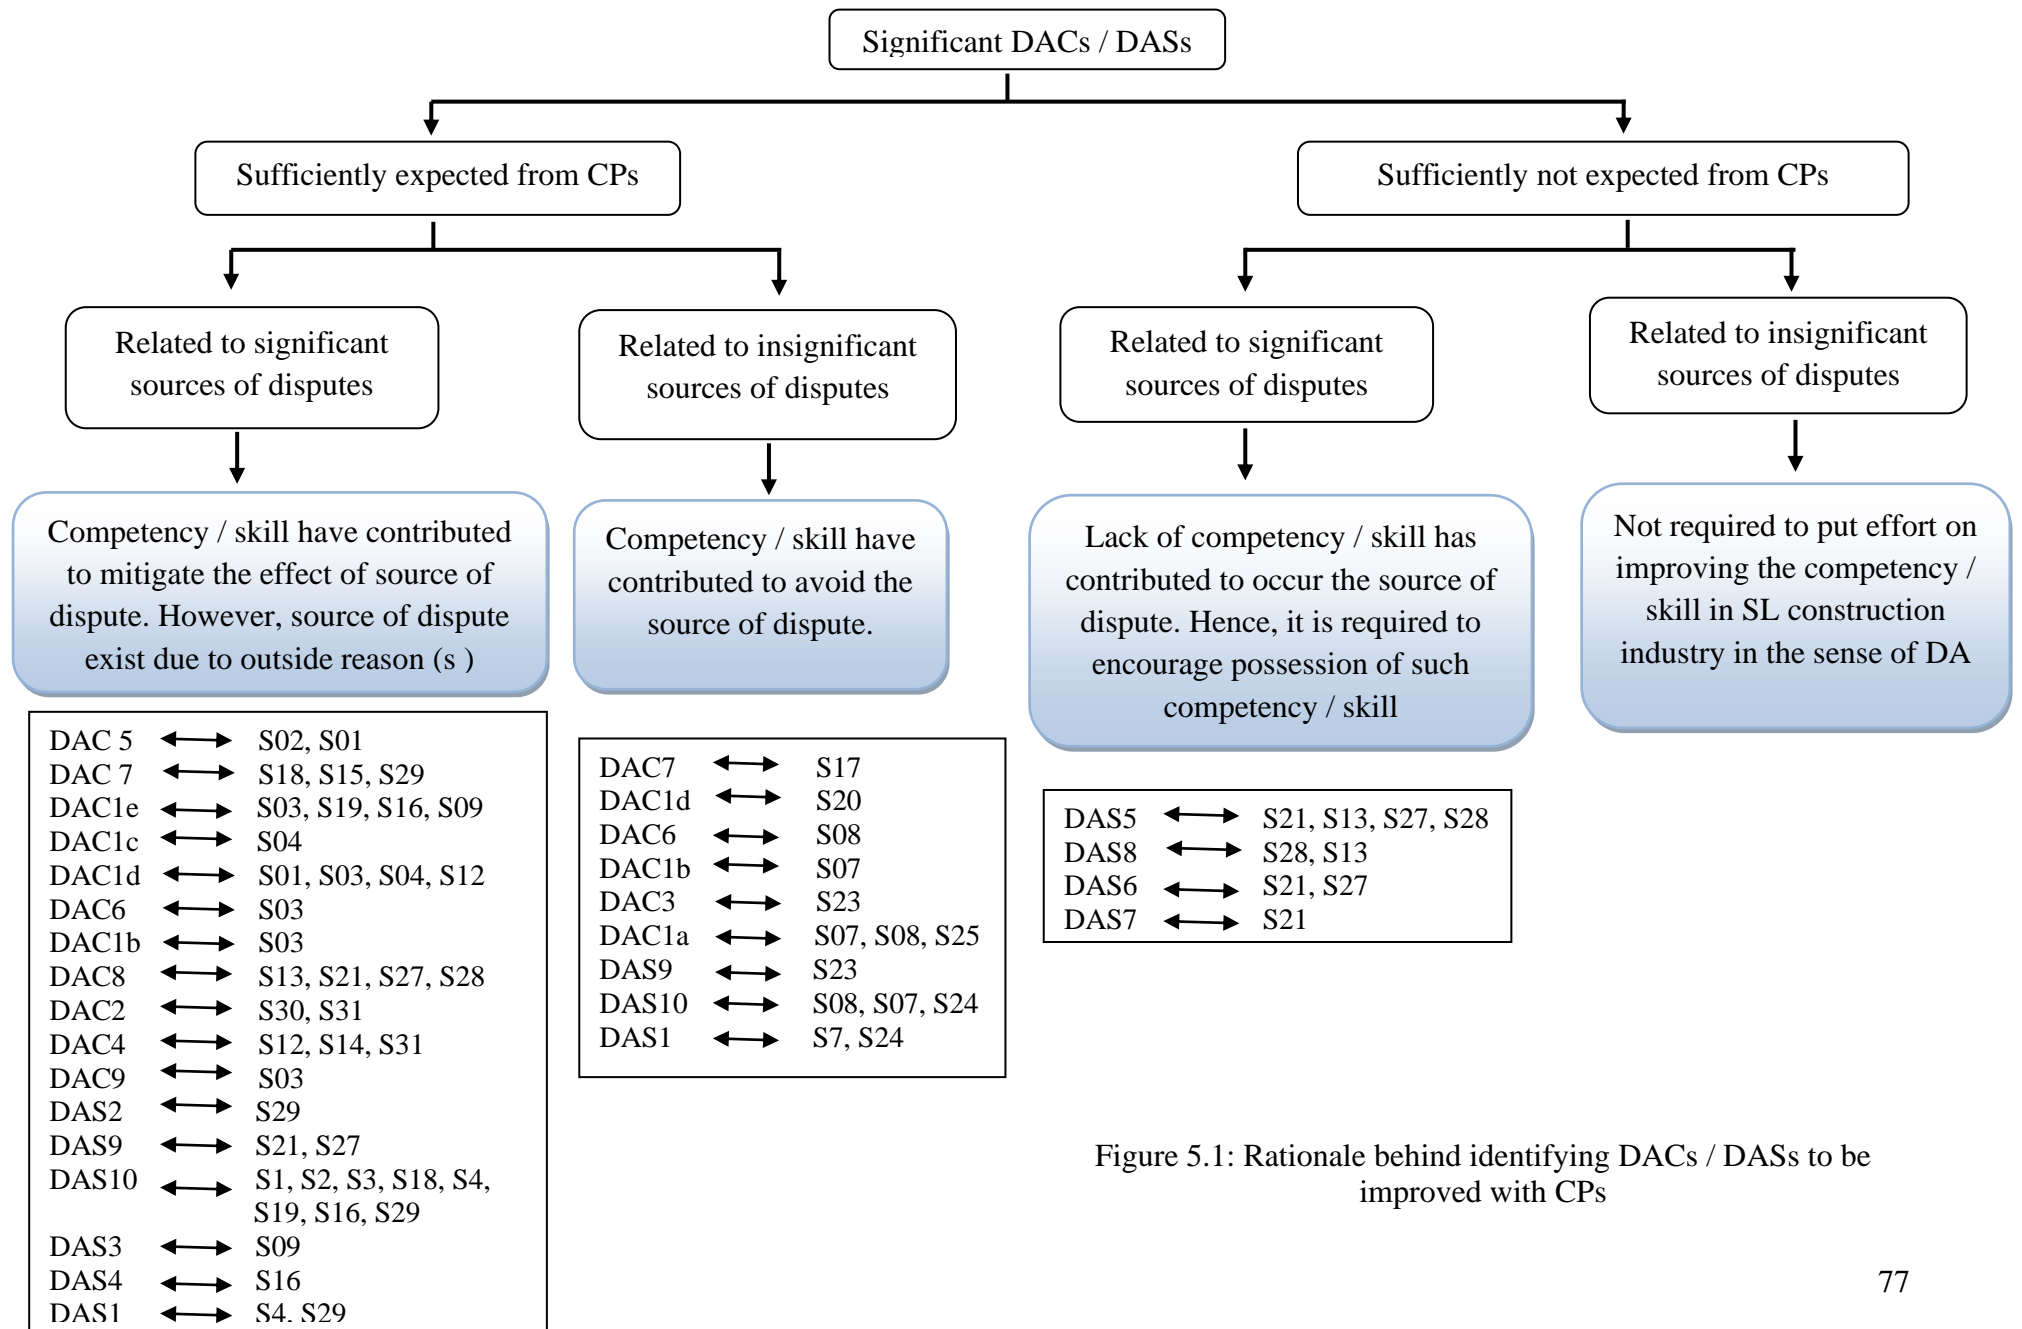 Significant DACs / DASs
Sufficiently expected from CPs
Sufficiently not expected from CPs
Related to significant
sources of disputes
Related to insignificant
sources of disputes
Related to significant
sources of disputes
Related to insignificant
sources of disputes
Competency / skill have contributed
to mitigate the effect of source of
dispute. However, source of dispute
exist due to outside reason (s )
Competency / skill have
contributed to avoid the
source of dispute.
Lack of competency / skill has
contributed to occur the source of
dispute. Hence, it is required to
encourage possession of such
competency / skill
Not required to put effort on
improving the competency /
skill in SL construction
industry in the sense of DA
DAC 5 S02, S01
DAC 7 S18, S15, S29
DAC1e S03, S19, S16, S09
DAC1c S04
DAC1d S01, S03, S04, S12
DAC6 S03
DAC1b S03
DAC8 S13, S21, S27, S28
DAC2 S30, S31
DAC4 S12, S14, S31
DAC9 S03
DAS2 S29
DAS9 S21, S27
DAS10 S1, S2, S3, S18, S4,
S19, S16, S29
DAS3 S09
DAS4 S16
DAS1 S4, S29
DAC7 S17
DAC1d S20
DAC6 S08
DAC1b S07
DAC3 S23
DAC1a S07, S08, S25
DAS9 S23
DAS10 S08, S07, S24
DAS1 S7, S24
DAS5 S21, S13, S27, S28
DAS8 S28, S13
DAS6 S21, S27
DAS7 S21
Figure 5.1: Rationale behind identifying DACs / DASs to be
improved with CPs
77